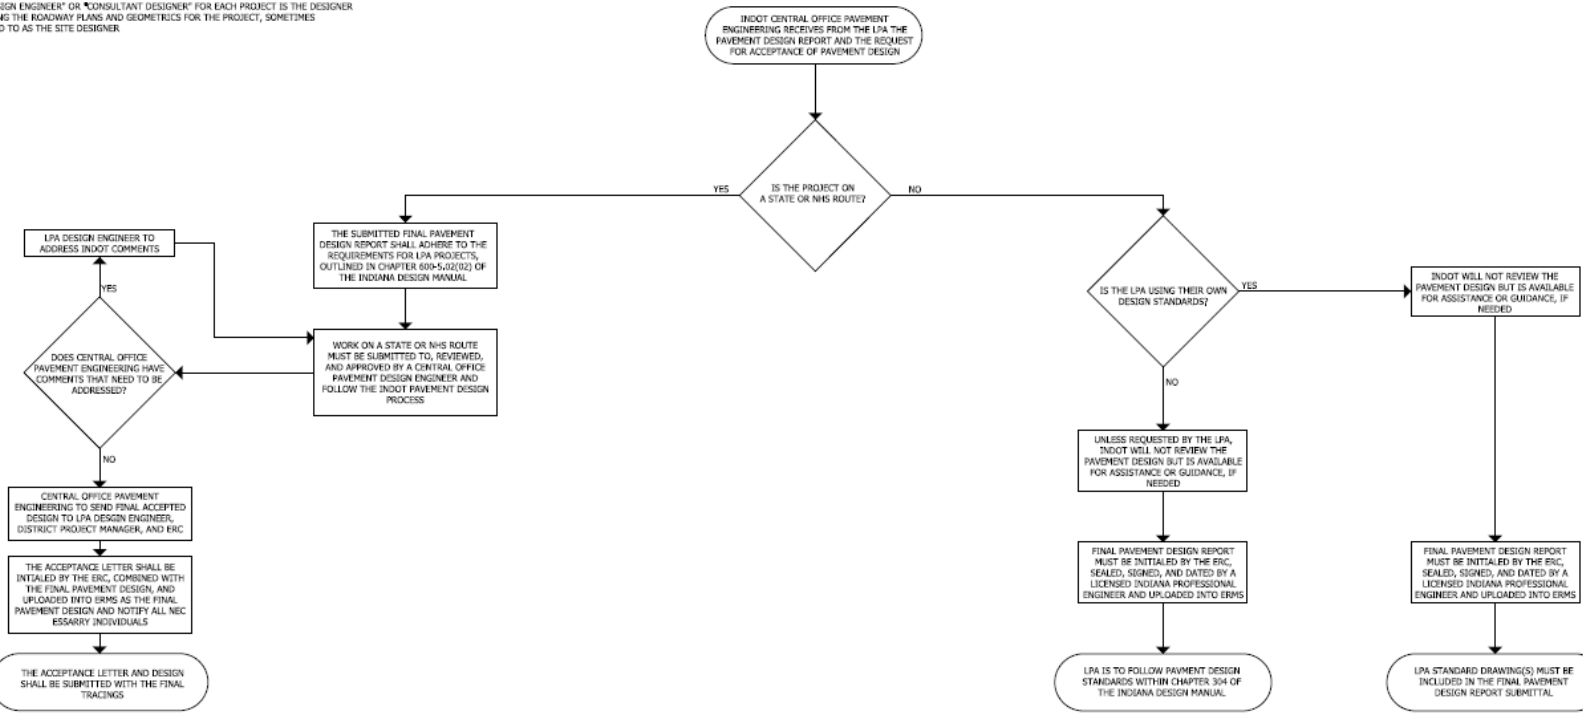 SIGN ENGINEER" OR "CONSULTANT DESIGNER" FOR EACH PROJECT IS THE DESIGNER
NG THE ROADWAY PLANS AND GEOMETRICS FOR THE PROJECT, SOMETIMES
D TO AS THE SITE DESIGNER
INDOT CENTRAL OFFICE PAVEMENT
ENGINEERING RECEIVES FROM THE LPA THE
PAVEMENT DESIGN REPORT AND THE REQUEST
FOR ACCEPTANCE OF PAVEMENT DESIGN
IS THE PROJECT ON
A STATE OR NHS ROUTE?
YES
NO
THE SUBMITTED FINAL PAVEMENT
DESIGN REPORT SHALL ADHERE TO THE
REQUIREMENTS FOR LPA PROJECTS,
OUTLINED IN CHAPTER 600-5.02(02) OF
THE INDIANA DESIGN MANUAL
WORK ON A STATE OR NHS ROUTE
MUST BE SUBMITTED TO, REVIEWED,
AND APPROVED BY A CENTRAL OFFICE
PAVEMENT DESIGN ENGINEER AND
FOLLOW THE INDOT PAVEMENT DESIGN
PROCESS
LPA DESIGN ENGINEER TO
ADDRESS INDOT COMMENTS
YES
DOES CENTRAL OFFICE
PAVEMENT ENGINEERING HAVE
COMMENTS THAT NEED TO BE
ADDRESSED?
NO
CENTRAL OFFICE PAVEMENT
ENGINEERING TO SEND FINAL ACCEPTED
DESIGN TO LPA DESGIN ENGINEER,
DISTRICT PROJECT MANAGER, AND ERC
THE ACCEPTANCE LETTER SHALL BE
INTIALED BY THE ERC, COMBINED WITH
THE FINAL PAVEMENT DESIGN, AND
UPLOADED INTO ERMS AS THE FINAL
PAVEMENT DESIGN AND NOTIFY ALL NEC
ESSARRY INDIVIDUALS
THE ACCEPTANCE LETTER AND DESIGN
SHALL BE SUBMITTED WITH THE FINAL
TRACINGS
IS THE LPA USING THEIR OWN
DESIGN STANDARDS?
YES
NO
UNLESS REQUESTED BY THE LPA,
INDOT WILL NOT REVIEW THE
PAVEMENT DESIGN BUT IS AVAILABLE
FOR ASSISTANCE OR GUIDANCE, IF
NEEDED
FINAL PAVEMENT DESIGN REPORT
MUST BE INITIALED BY THE ERC,
SEALED, SIGNED, AND DATED BY A
LICENSED INDIANA PROFESSIONAL
ENGINEER AND UPLOADED INTO ERMS
LPA IS TO FOLLOW PAVMENT DESIGN
STANDARDS WITHIN CHAPTER 304 OF
THE INDIANA DESIGN MANUAL
INDOT WILL NOT REVIEW THE
PAVEMENT DESIGN BUT IS AVAILABLE
FOR ASSISTANCE OR GUIDANCE, IF
NEEDED
FINAL PAVEMENT DESIGN REPORT
MUST BE INITIALED BY THE ERC,
SEALED, SIGNED, AND DATED BY A
LICENSED INDIANA PROFESSIONAL
ENGINEER AND UPLOADED INTO ERMS
LPA STANDARD DRAWING(S) MUST BE
INCLUDED IN THE FINAL PAVEMENT
DESIGN REPORT SUBMITTAL